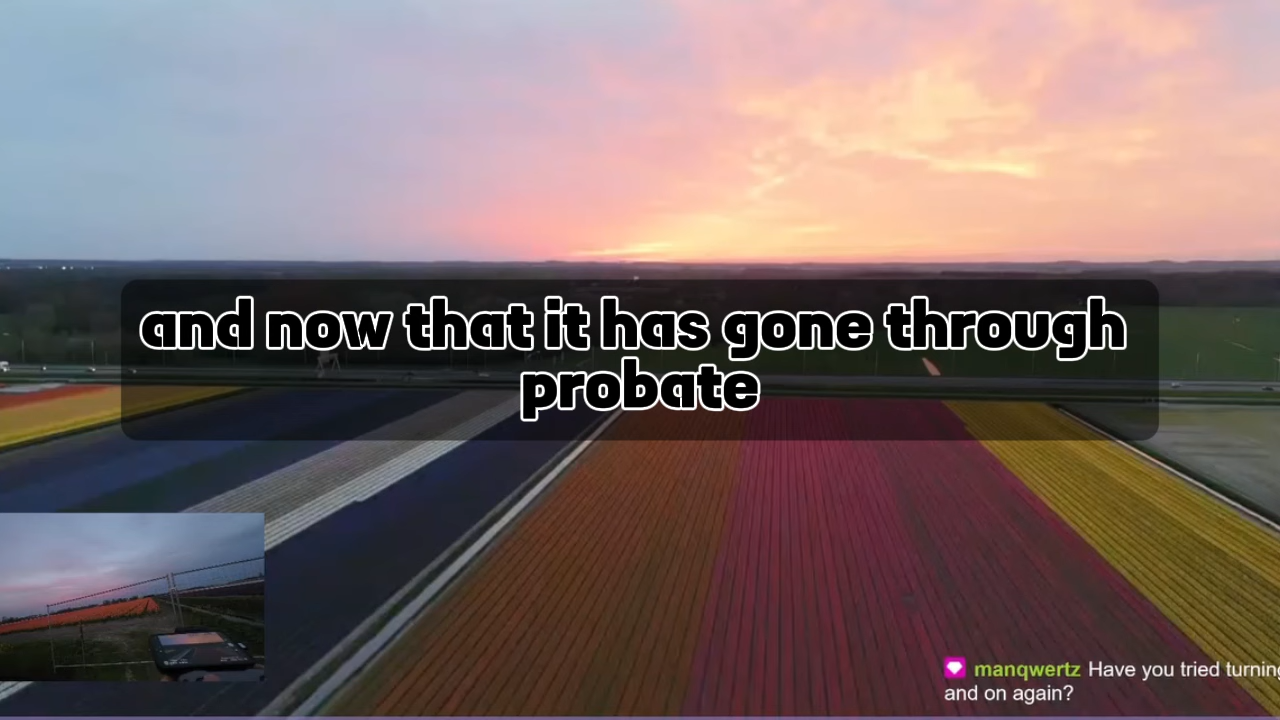 and now that it has gone through
probate
manqwertz Have you tried turning
and on again?